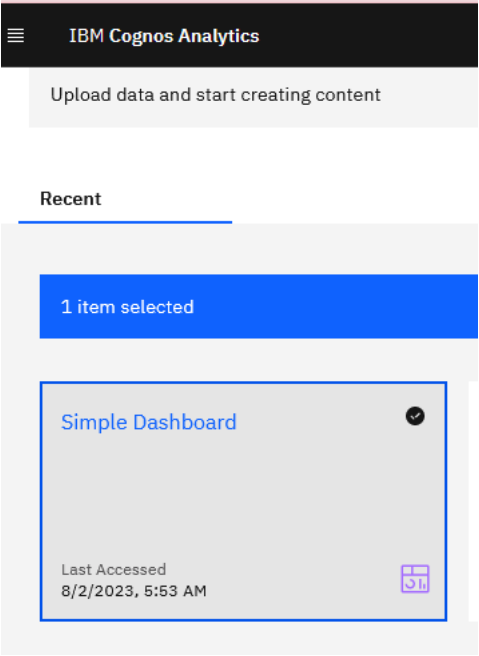 IBM Cognos Analytics
Upload data and start creating content
Recent
1 item selected
Simple Dashboard
Last Accessed
8/2/2023, 5:53 AM